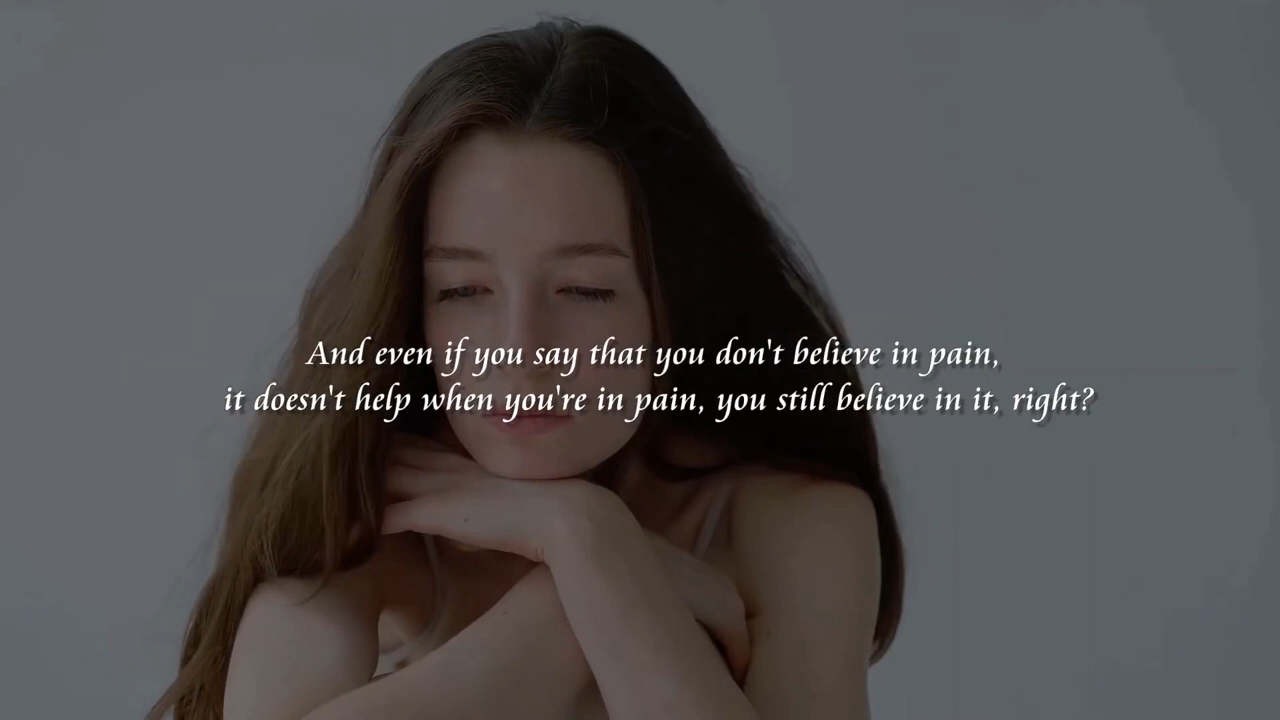 And even if you say that you don't believe in pain,
it doesn't help when you're in pain, you still believe in it, right?